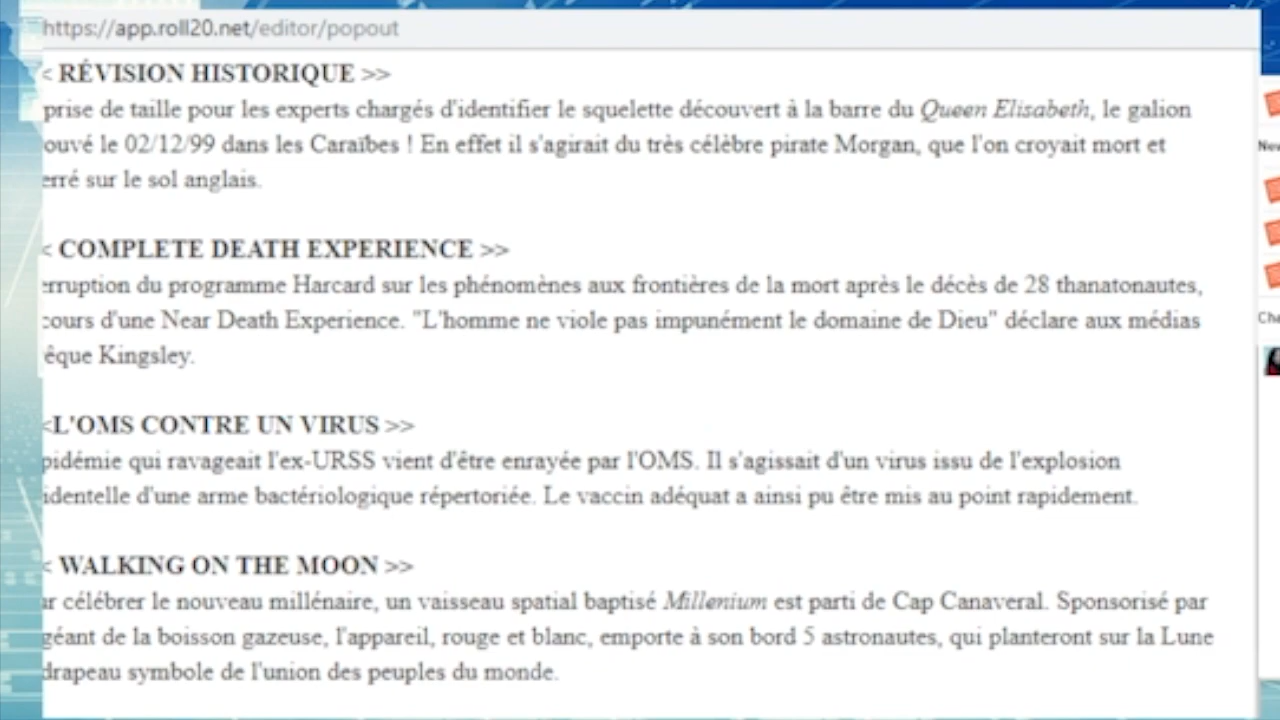 https://app.roll20.net/editor/popout
< RÉVISION HISTORIQUE >>
prise de taille pour les experts chargés d'identifier le squelette découvert à la barre du Queen Elisabeth, le galion
ouvé le 02/12/99 dans les Caraïbes ! En effet il s'agirait du très célèbre pirate Morgan, que l'on croyait mort et
erré sur le sol anglais.
< COMPLETE DEATH EXPERIENCE >>
erruption du programme Harcard sur les phénomènes aux frontières de la mort après le décès de 28 thanatonautes,
cours d'une Near Death Experience. "L'homme ne viole pas impunément le domaine de Dieu" déclare aux médias
êque Kingsley.
<L'OMS CONTRE UN VIRUS >>
pidémie qui ravageait l'ex-URSS vient d'être enrayée par l'OMS. Il s'agissait d'un virus issu de l'explosion
identelle d'une arme bactériologique répertoriée. Le vaccin adéquat a ainsi pu être mis au point rapidement.
< WALKING ON THE MOON >>
ur célébrer le nouveau millénaire, un vaisseau spatial baptisé Millenium est parti de Cap Canaveral. Sponsorisé par
géant de la boisson gazeuse, l'appareil, rouge et blanc, emporte à son bord 5 astronautes, qui planteront sur la Lune
drapeau symbole de l'union des peuples du monde.
New
Cha